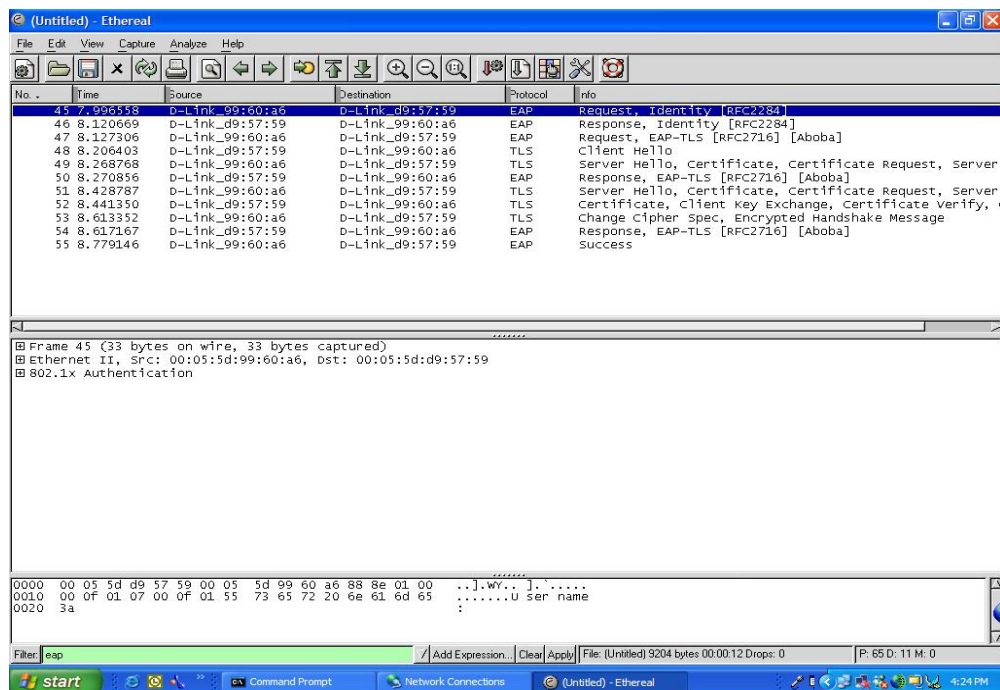 (Untitled) - Ethereal
File Edit View Capture Analyze Help
No. . Time Source Destination Protocol Info
45 7.996558 D-Link_99:60:a6 D-Link_d9:57:59 EAP Request, Identity [RFC2284]
46 8.120669 D-Link_d9:57:59 D-Link_99:60:a6 EAP Response, Identity [RFC2284]
47 8.127306 D-Link_99:60:a6 D-Link_d9:57:59 EAP Request, EAP-TLS [RFC2716] [Aboba]
48 8.206403 D-Link_d9:57:59 D-Link_99:60:a6 TLS Client Hello
49 8.268768 D-Link_99:60:a6 D-Link_d9:57:59 TLS Server Hello, Certificate, Certificate Request, Server
50 8.270856 D-Link_d9:57:59 D-Link_99:60:a6 EAP Response, EAP-TLS [RFC2716] [Aboba]
51 8.428787 D-Link_99:60:a6 D-Link_d9:57:59 TLS Server Hello, Certificate, Certificate Request, Server
52 8.441350 D-Link_d9:57:59 D-Link_99:60:a6 TLS Certificate, Client Key Exchange, Certificate Verify,
53 8.613352 D-Link_99:60:a6 D-Link_d9:57:59 TLS Change Cipher Spec, Encrypted Handshake Message
54 8.617167 D-Link_d9:57:59 D-Link_99:60:a6 EAP Response, EAP-TLS [RFC2716] [Aboba]
55 8.779146 D-Link_99:60:a6 D-Link_d9:57:59 EAP Success
Frame 45 (33 bytes on wire, 33 bytes captured)
Ethernet II, Src: 00:05:5d:99:60:a6, Dst: 00:05:5d:d9:57:59
802.1x Authentication
0000 00 05 5d d9 57 59 00 05 5d 99 60 a6 88 8e 01 00 ..].WY.. ].`.....
0010 00 0f 01 07 00 0f 01 55 73 65 72 20 6e 61 6d 65 .......U ser name
0020 3a :
Filter: eap / Add Expression... Clear Apply File: (Untitled) 9204 bytes 00:00:12 Drops: 0 P: 65 D: 11 M: 0
start Command Prompt Network Connections (Untitled) - Ethereal 4:24 PM